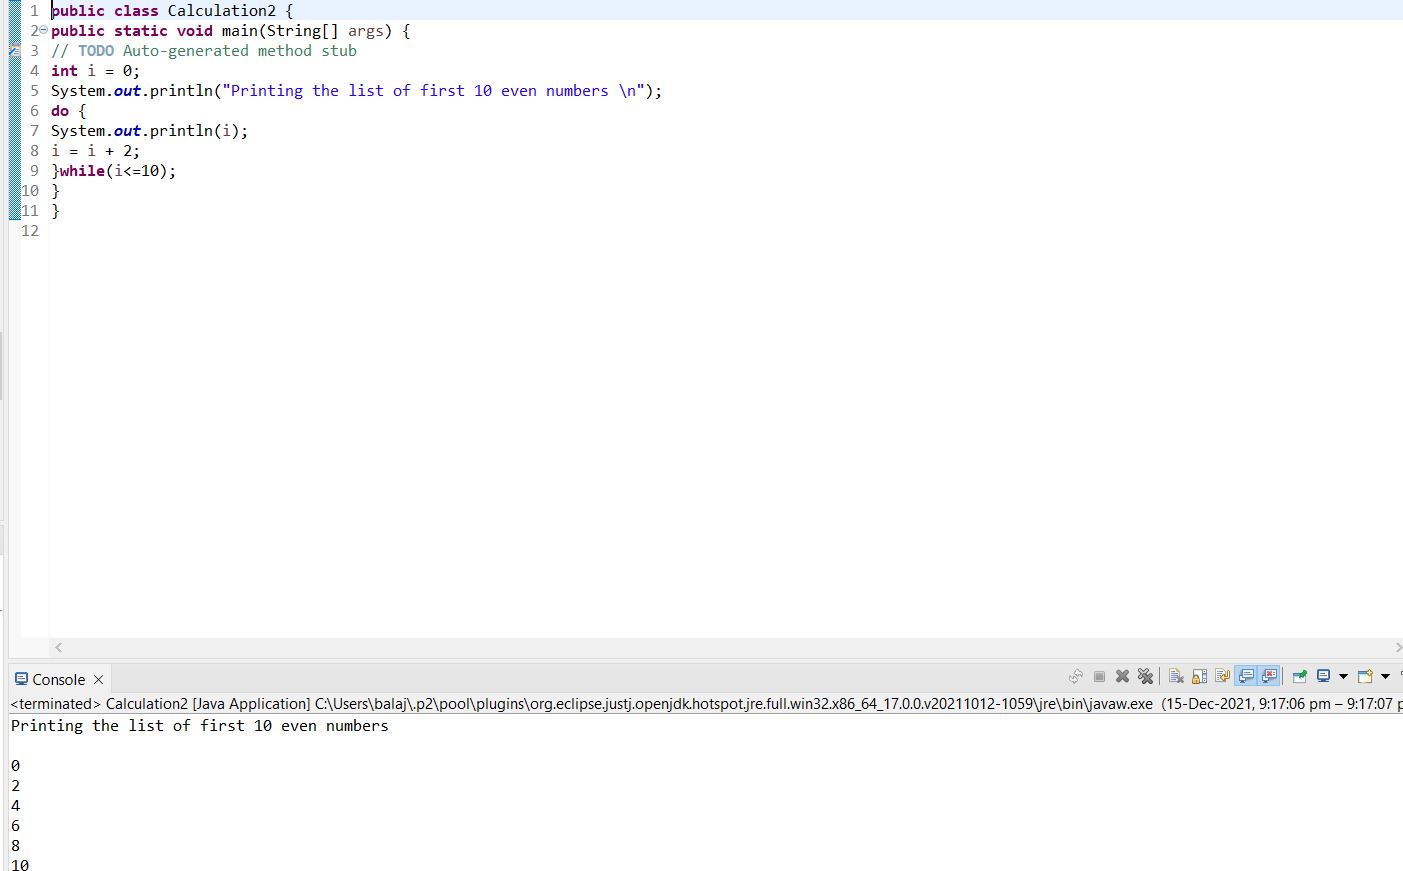 1 public class Calculation2 {
2 public static void main(String[] args) {
3 // TODO Auto-generated method stub
4 int i = 0;
5 System.out.println("Printing the list of first 10 even numbers \n");
6 do {
7 System.out.println(i);
8 i = i + 2;
9 }while(i<=10);
10 }
11 }
12
Console
<terminated> Calculation2 [Java Application] C:\Users\balaj\.p2\pool\plugins\org.eclipse.justj.openjdk.hotspot.jre.full.win32.x86_64_17.0.0.v20211012-1059\jre\bin\javaw.exe (15-Dec-2021, 9:17:06 pm – 9:17:07 p
Printing the list of first 10 even numbers
0
2
4
6
8
10